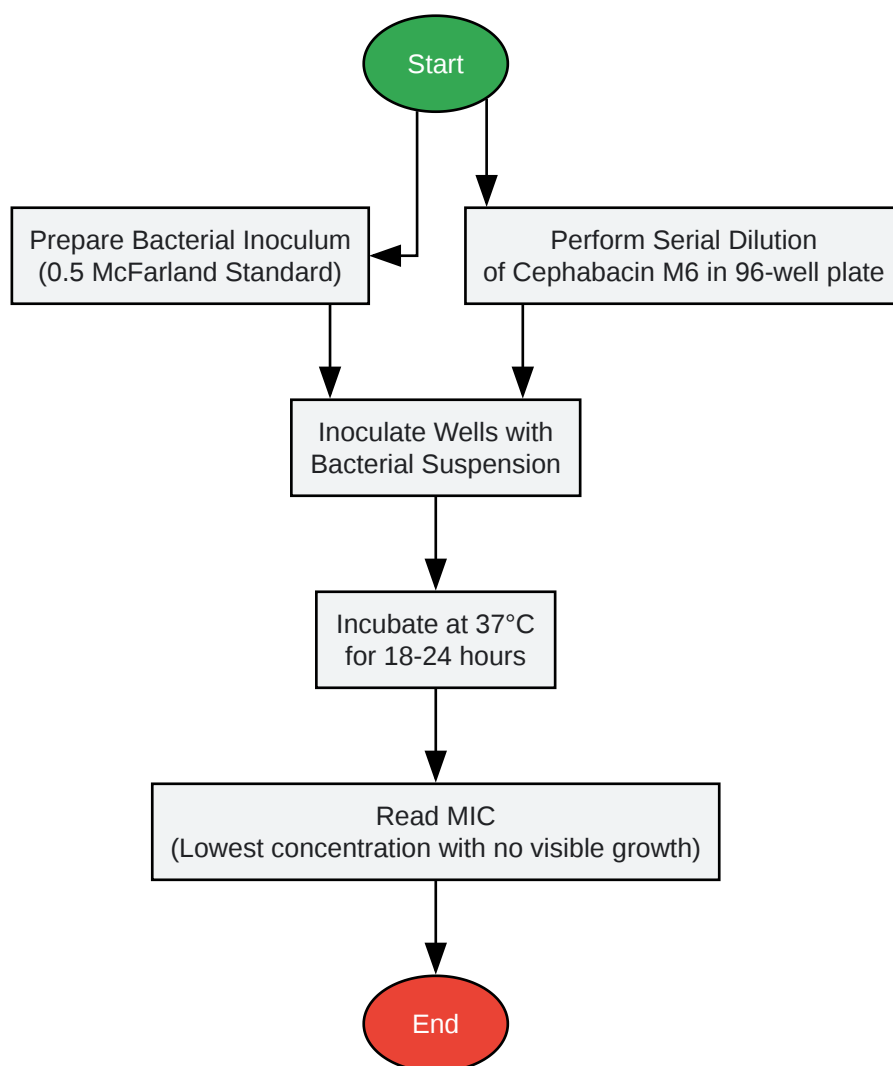 Start
Prepare Bacterial Inoculum
(0.5 McFarland Standard)
Perform Serial Dilution
of Cephabacin M6 in 96-well plate
Inoculate Wells with
Bacterial Suspension
Incubate at 37°C
for 18-24 hours
Read MIC
(Lowest concentration with no visible growth)
End